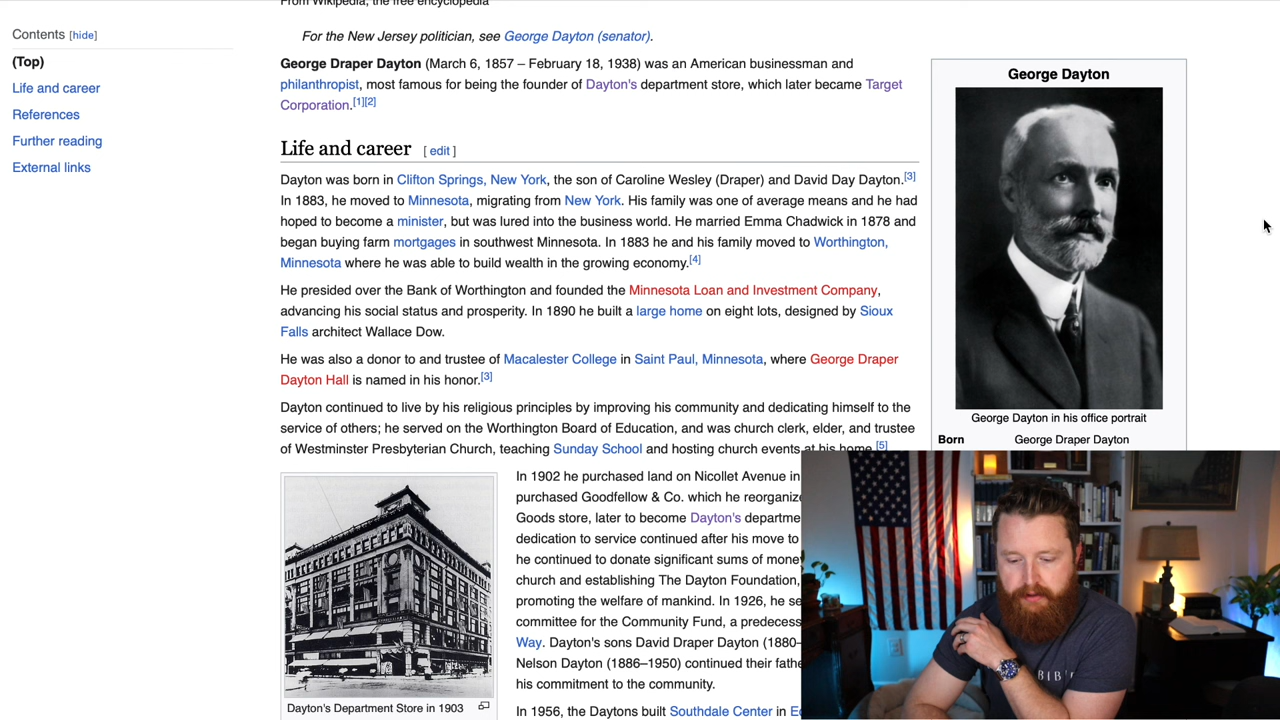 From Wikipedia, the free encyclopedia
Contents [hide]
(Top)
Life and career
References
Further reading
External links
For the New Jersey politician, see George Dayton (senator).
George Draper Dayton (March 6, 1857 – February 18, 1938) was an American businessman and
philanthropist, most famous for being the founder of Dayton's department store, which later became Target
Corporation.[1][2]
Life and career [ edit ]
Dayton was born in Clifton Springs, New York, the son of Caroline Wesley (Draper) and David Day Dayton.[3]
In 1883, he moved to Minnesota, migrating from New York. His family was one of average means and he had
hoped to become a minister, but was lured into the business world. He married Emma Chadwick in 1878 and
began buying farm mortgages in southwest Minnesota. In 1883 he and his family moved to Worthington,
Minnesota where he was able to build wealth in the growing economy.[4]
He presided over the Bank of Worthington and founded the Minnesota Loan and Investment Company,
advancing his social status and prosperity. In 1890 he built a large home on eight lots, designed by Sioux
Falls architect Wallace Dow.
He was also a donor to and trustee of Macalester College in Saint Paul, Minnesota, where George Draper
Dayton Hall is named in his honor.[3]
Dayton continued to live by his religious principles by improving his community and dedicating himself to the
service of others; he served on the Worthington Board of Education, and was church clerk, elder, and trustee
of Westminster Presbyterian Church, teaching Sunday School and hosting church events at his home.[5]
In 1902 he purchased land on Nicollet Avenue in
purchased Goodfellow & Co. which he reorganize
Goods store, later to become Dayton's departme
dedication to service continued after his move to
he continued to donate significant sums of money
church and establishing The Dayton Foundation,
promoting the welfare of mankind. In 1926, he se
committee for the Community Fund, a predecess
Way. Dayton's sons David Draper Dayton (1880–
Nelson Dayton (1886–1950) continued their fathe
his commitment to the community.
In 1956, the Daytons built Southdale Center in E
Dayton's Department Store in 1903
George Dayton
George Dayton in his office portrait
Born George Draper Dayton
BIB